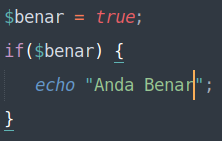 $benar = true;
if($benar) {
echo "Anda Benar";
}